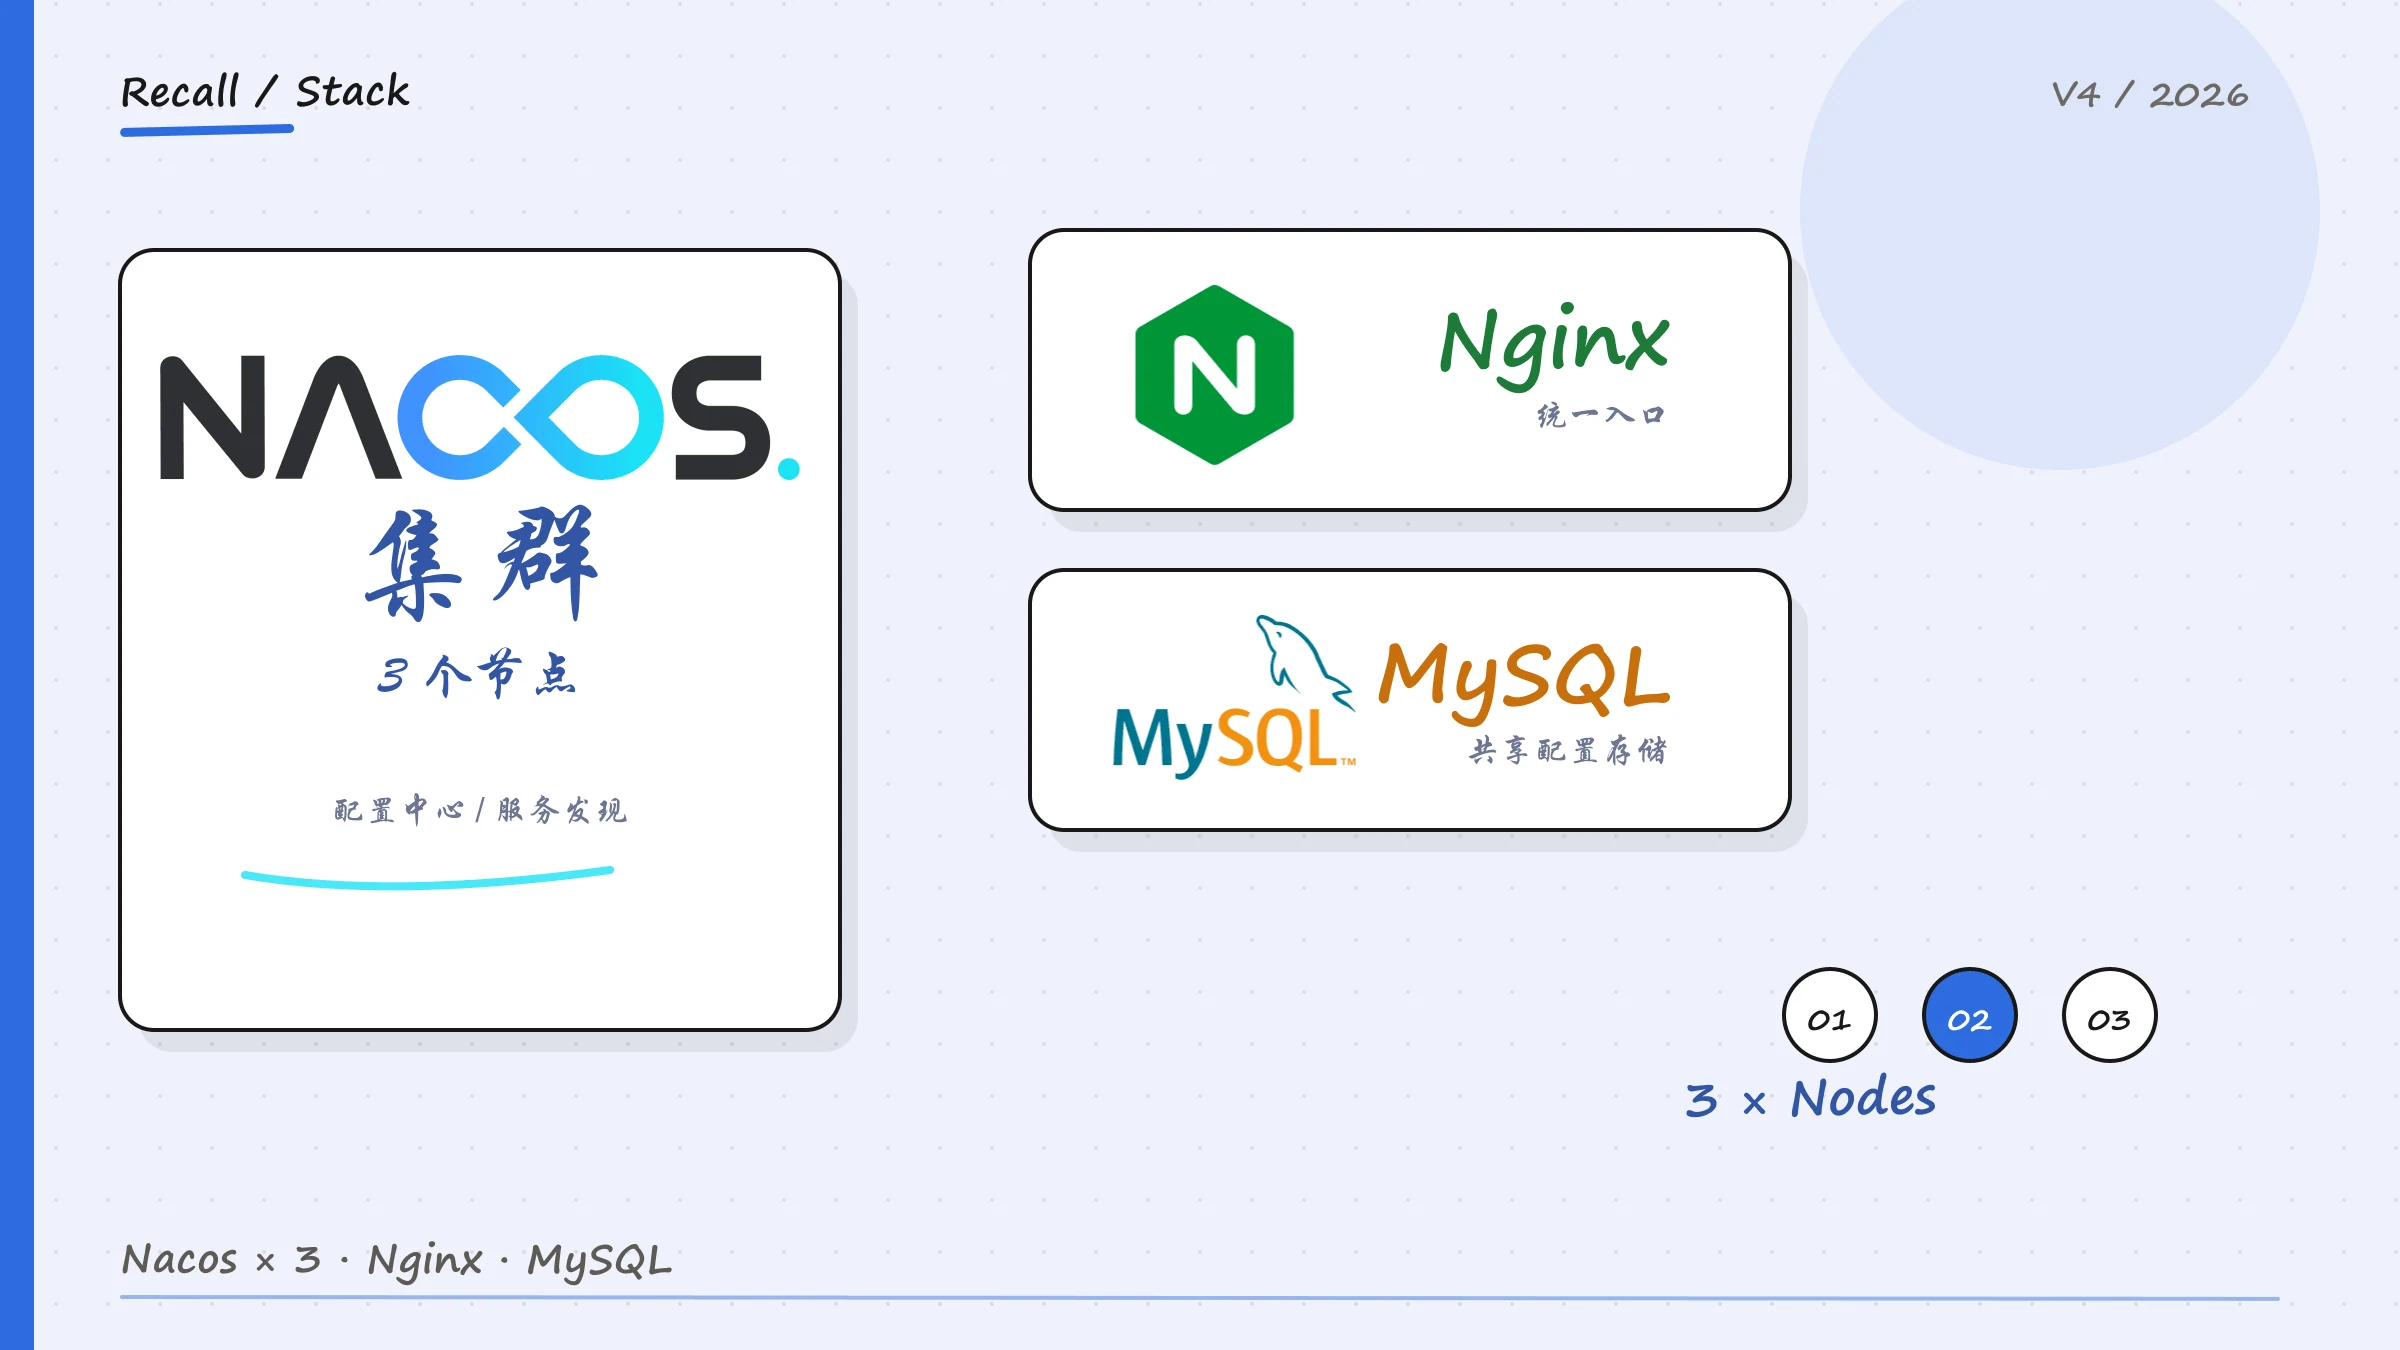 Recall / Stack
V4 / 2026
NACOS.
集群
3 个节点
配置中心 / 服务发现
N
Nginx
统一入口
MySQL™
MySQL
共享配置存储
01
02
03
3 × Nodes
Nacos × 3 · Nginx · MySQL